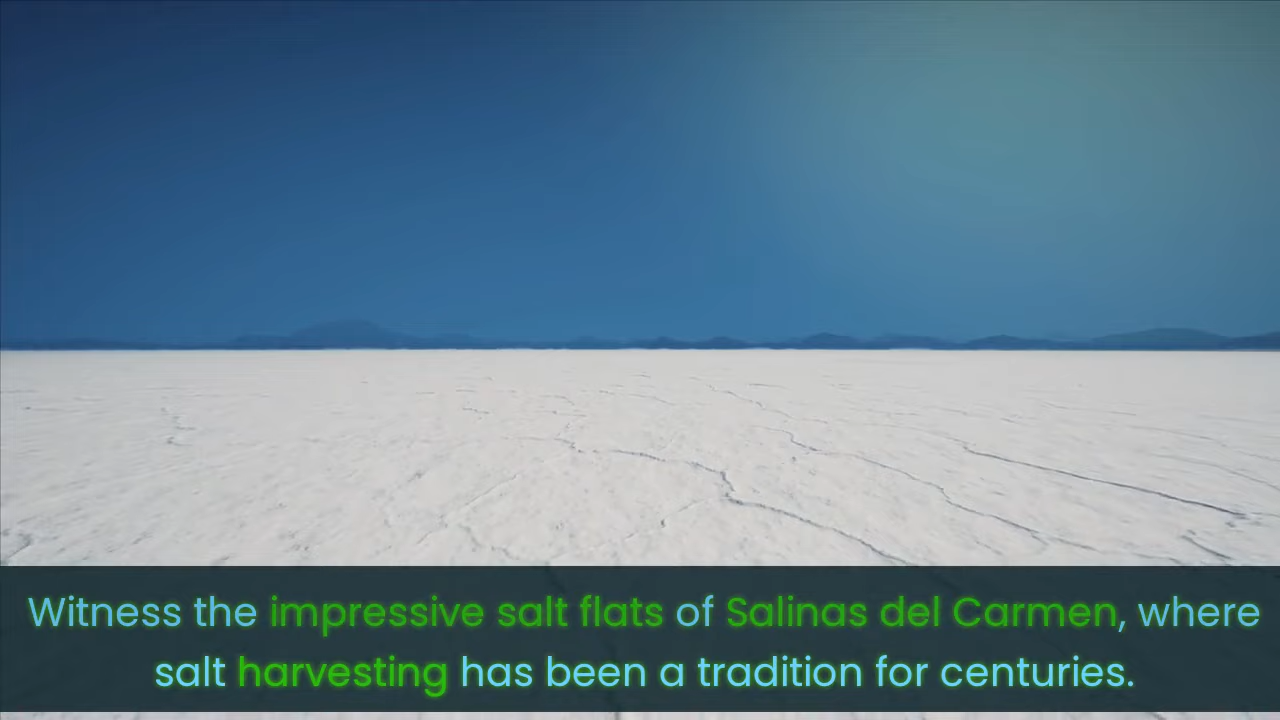 Witness the impressive salt flats of Salinas del Carmen, where
salt harvesting has been a tradition for centuries.